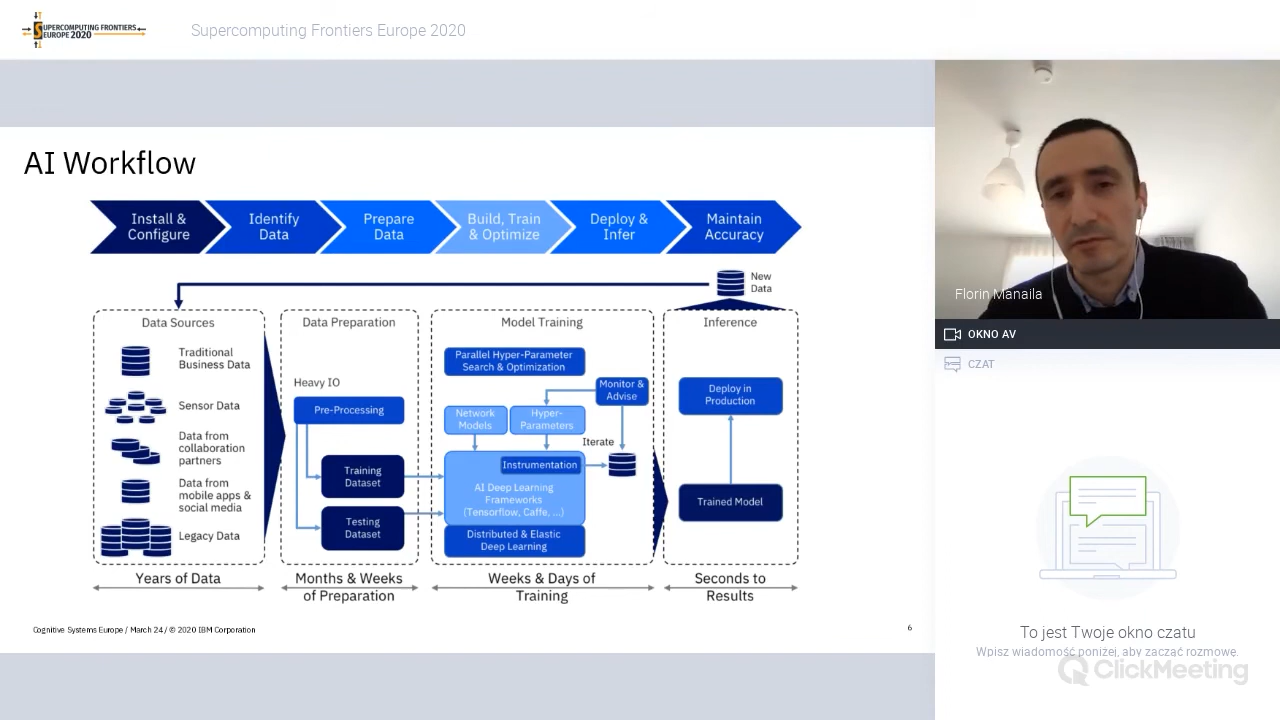 SUPERCOMPUTING FRONTIERS
EUROPE 2020
Supercomputing Frontiers Europe 2020
AI Workflow
Install &
Configure
Identify
Data
Prepare
Data
Build, Train
& Optimize
Deploy &
Infer
Maintain
Accuracy
New
Data
Data Sources
Traditional
Business Data
Sensor Data
Data from
collaboration
partners
Data from
mobile apps &
social media
Legacy Data
Years of Data
Data Preparation
Heavy IO
Pre-Processing
Training
Dataset
Testing
Dataset
Months & Weeks
of Preparation
Model Training
Parallel Hyper-Parameter
Search & Optimization
Monitor &
Advise
Network
Models
Hyper-
Parameters
Iterate
Instrumentation
AI Deep Learning
Frameworks
(Tensorflow, Caffe, ...)
Distributed & Elastic
Deep Learning
Weeks & Days of
Training
Inference
Deploy in
Production
Trained Model
Seconds to
Results
Cognitive Systems Europe / March 24 / © 2020 IBM Corporation
6
Florin Manaila
OKNO AV
CZAT
To jest Twoje okno czatu
Wpisz wiadomość poniżej, aby zacząć rozmowę.
ClickMeeting